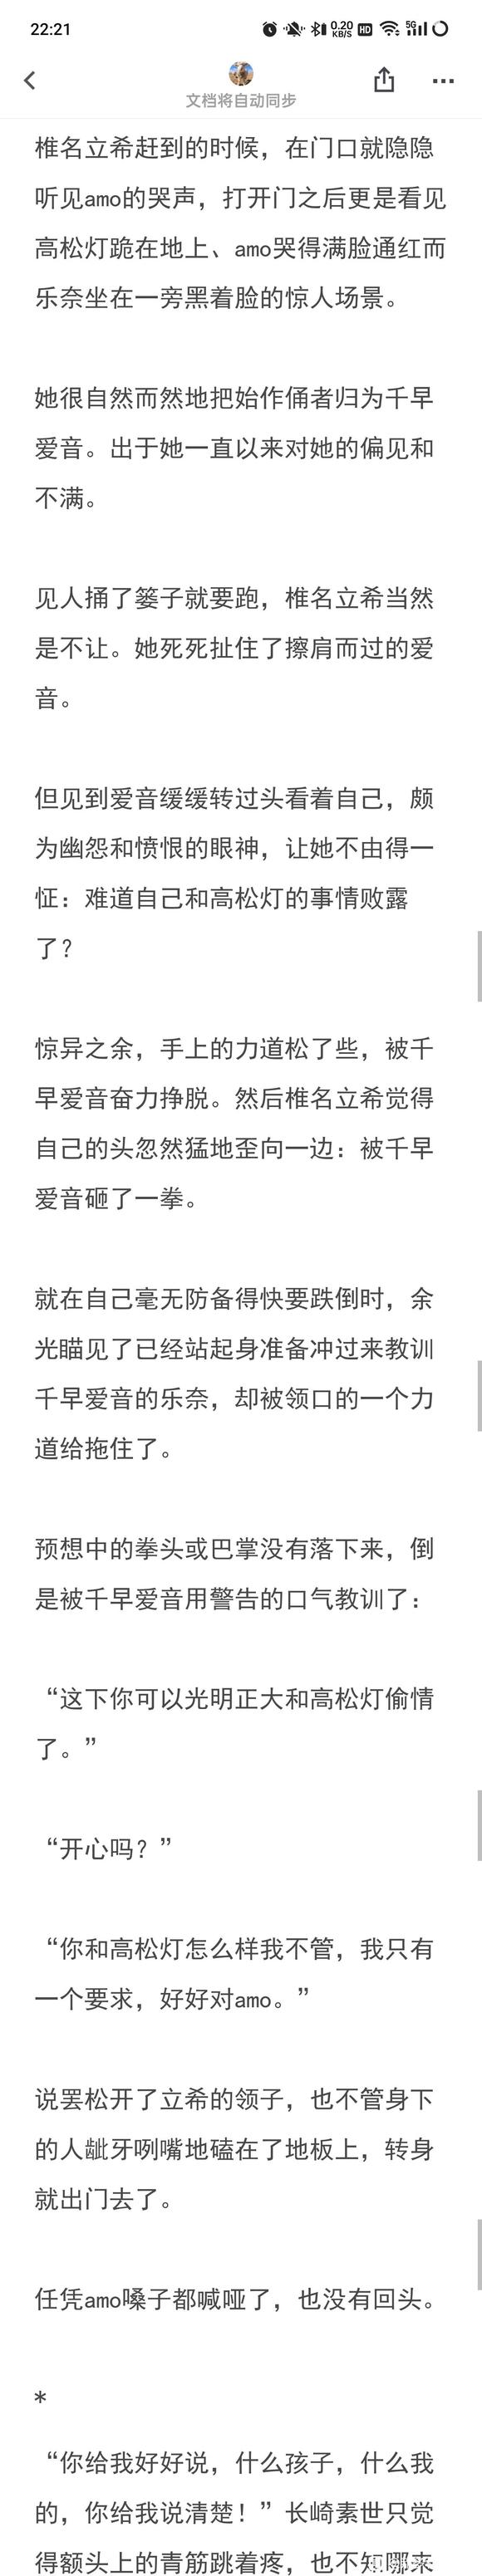 22:21
0.20
KB/S
HD
5G
文档将自动同步
椎名立希赶到的时候，在门口就隐隐
听见amo的哭声，打开门之后更是看见
高松灯跪在地上、amo哭得满脸通红而
乐奈坐在一旁黑着脸的惊人场景。
她很自然而然地把始作俑者归为千早
爱音。出于她一直以来对她的偏见和
不满。
见人捅了篓子就要跑，椎名立希当然
是不让。她死死扯住了擦肩而过的爱
音。
但见到爱音缓缓转过头看着自己，颇
为幽怨和愤恨的眼神，让她不由得一
怔：难道自己和高松灯的事情败露
了？
惊异之余，手上的力道松了些，被千
早爱音奋力挣脱。然后椎名立希觉得
自己的头忽然猛地歪向一边：被千早
爱音砸了一拳。
就在自己毫无防备得快要跌倒时，余
光瞄见了已经站起身准备冲过来教训
千早爱音的乐奈，却被领口的一个力
道给拖住了。
预想中的拳头或巴掌没有落下来，倒
是被千早爱音用警告的口气教训了：
“这下你可以光明正大和高松灯偷情
了。”
“开心吗？”
“你和高松灯怎么样我不管，我只有
一个要求，好好对amo。”
说罢松开了立希的领子，也不管身下
的人龇牙咧嘴地磕在了地板上，转身
就出门去了。
任凭amo嗓子都喊哑了，也没有回头。
*
“你给我好好说，什么孩子，什么我
的，你给我说清楚！”长崎素世只觉
得额头上的青筋跳着疼，也不知哪来